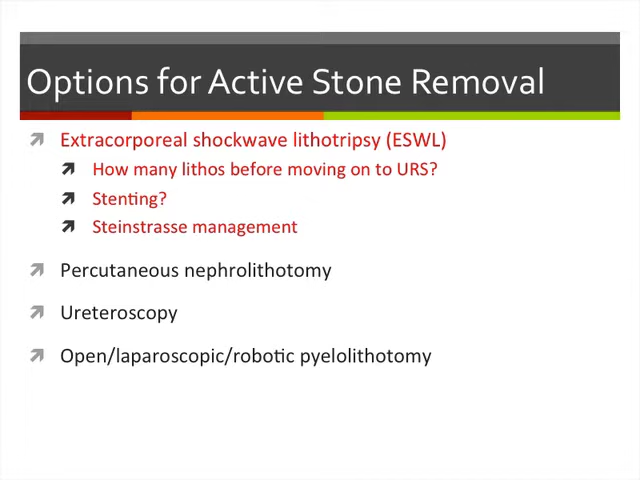 Options for Active Stone Removal
Extracorporeal shockwave lithotripsy (ESWL)
How many lithos before moving on to URS?
Stenting?
Steinstrasse management
Percutaneous nephrolithotomy
Ureteroscopy
Open/laparoscopic/robotic pyelolithotomy